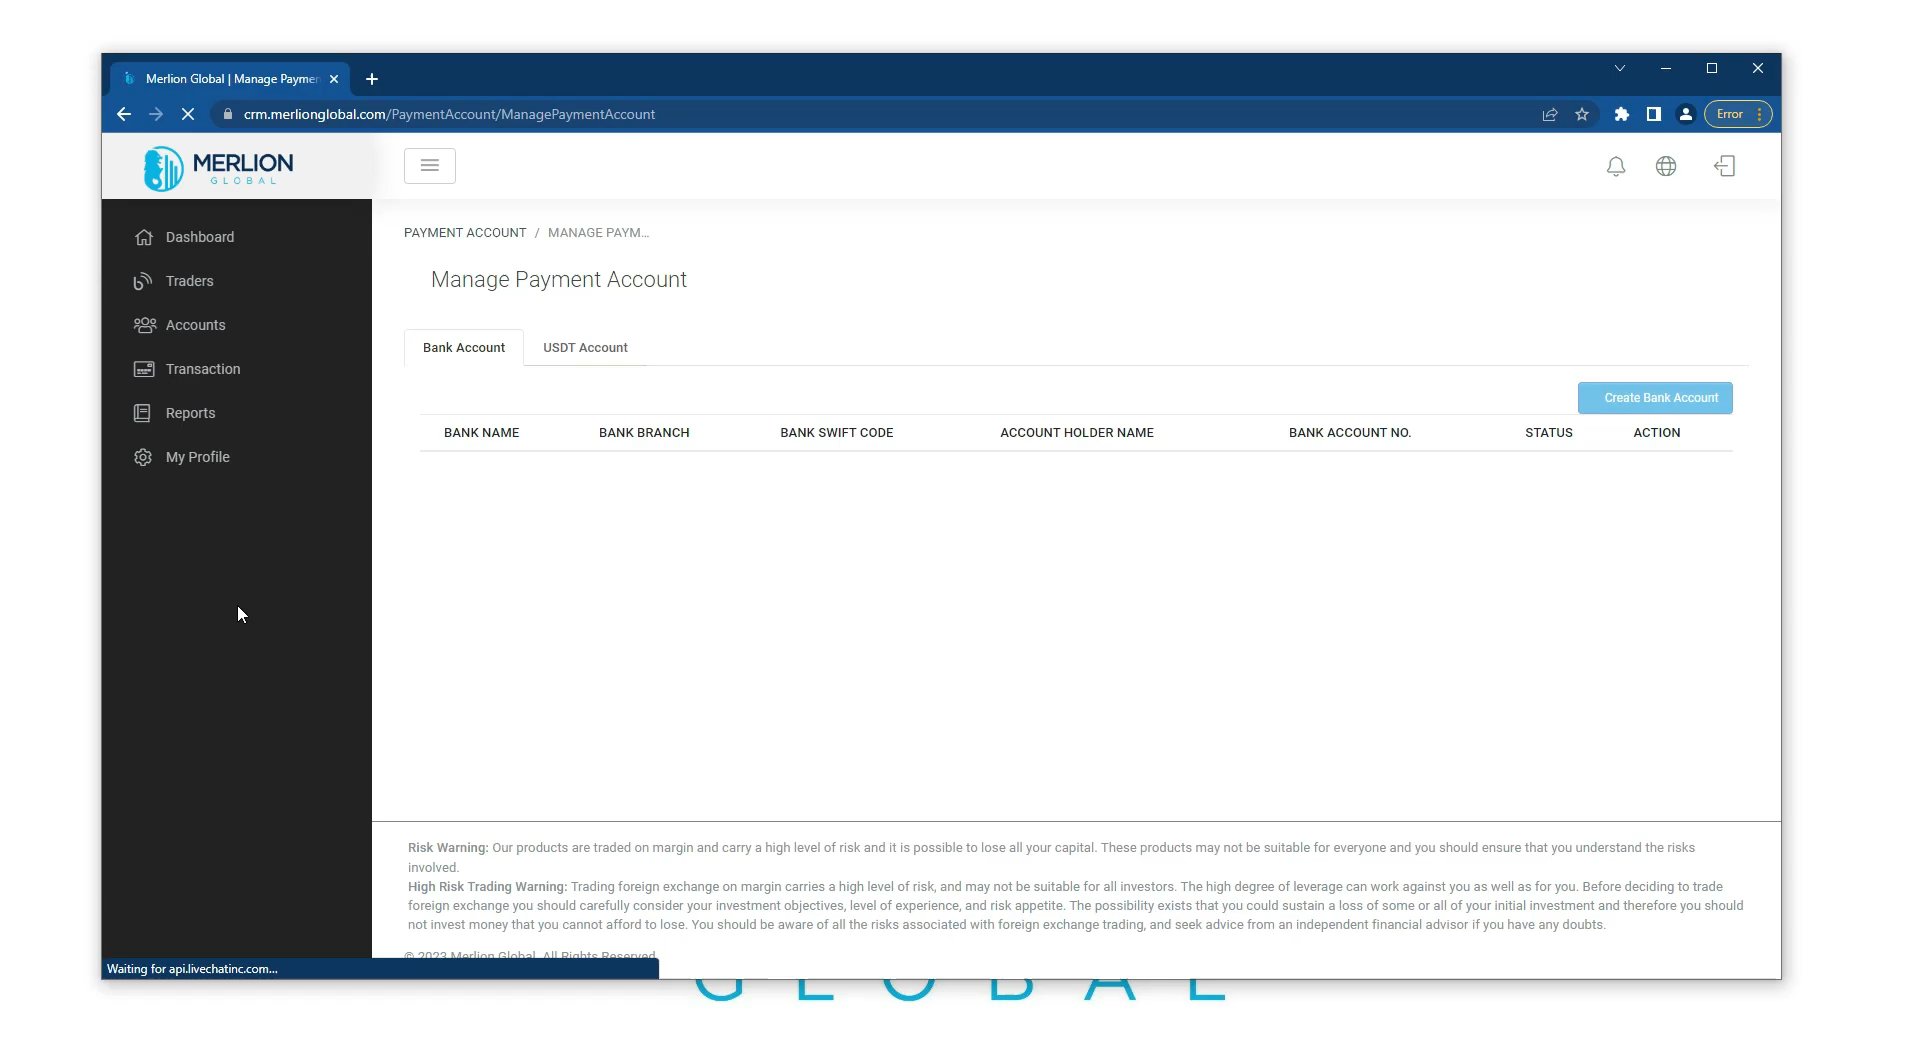 Merlion Global | Manage Paymen
Error
crm.merlionglobal.com/PaymentAccount/ManagePaymentAccount
MERLION
GLOBAL
Dashboard
Traders
Accounts
Transaction
Reports
My Profile
PAYMENT ACCOUNT / MANAGE PAYM...
Manage Payment Account
Bank Account USDT Account
Create Bank Account
BANK NAME BANK BRANCH BANK SWIFT CODE ACCOUNT HOLDER NAME BANK ACCOUNT NO. STATUS ACTION
Risk Warning: Our products are traded on margin and carry a high level of risk and it is possible to lose all your capital. These products may not be suitable for everyone and you should ensure that you understand the risks
involved.
High Risk Trading Warning: Trading foreign exchange on margin carries a high level of risk, and may not be suitable for all investors. The high degree of leverage can work against you as well as for you. Before deciding to trade
foreign exchange you should carefully consider your investment objectives, level of experience, and risk appetite. The possibility exists that you could sustain a loss of some or all of your initial investment and therefore you should
not invest money that you cannot afford to lose. You should be aware of all the risks associated with foreign exchange trading, and seek advice from an independent financial advisor if you have any doubts.
© 2023 Merlion Global. All Rights Reserved
Waiting for api.livechatinc.com...
GLOBAL